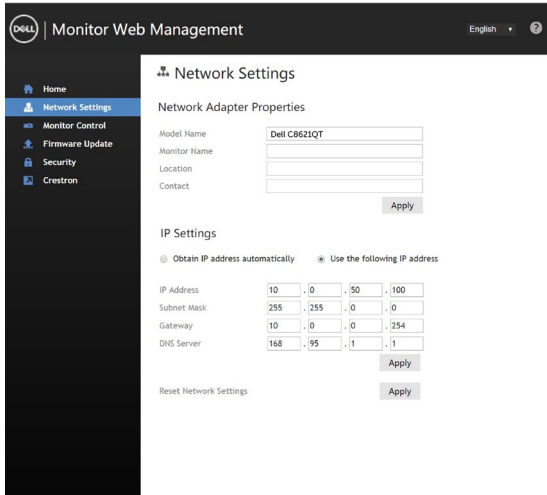 DELL | Monitor Web Management
English ▼ ?
Home
Network Settings
Monitor Control
Firmware Update
Security
Crestron
Network Settings
Network Adapter Properties
Model Name Dell C8621QT
Monitor Name
Location
Contact
Apply
IP Settings
Obtain IP address automatically Use the following IP address
IP Address 10 . 0 . 50 . 100
Subnet Mask 255 . 255 . 0 . 0
Gateway 10 . 0 . 0 . 254
DNS Server 168 . 95 . 1 . 1
Apply
Reset Network Settings Apply